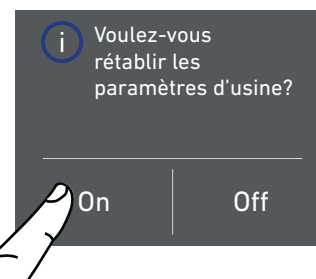 i
Voulez-vous
rétablir les
paramètres d'usine?
On
Off